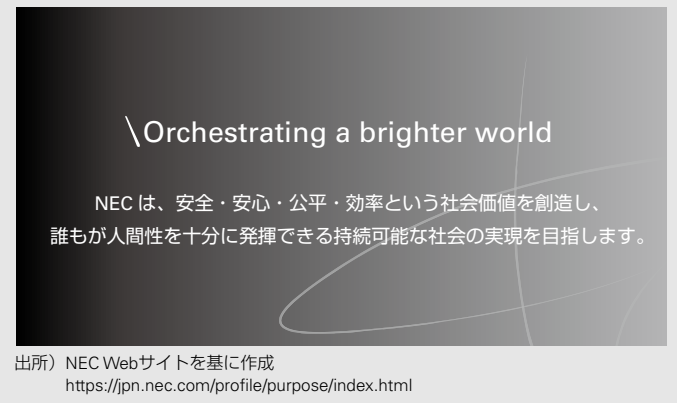 \Orchestrating a brighter world
NEC は、安全・安心・公平・効率という社会価値を創造し、
誰もが人間性を十分に発揮できる持続可能な社会の実現を目指します。
出所）NEC Webサイトを基に作成
https://jpn.nec.com/profile/purpose/index.html